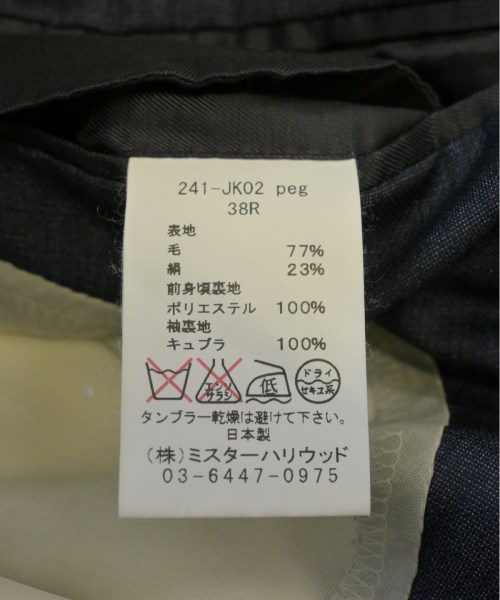 241-JK02 peg
38R
表地
毛 77%
絹 23%
前身頃裏地
ポリエステル 100%
袖裏地
キュプラ 100%
エンソ サラシ 低 ドライ セキユ系
タンブラー乾燥は避けて下さい。
日本製
(株)ミスターハリウッド
03-6447-0975